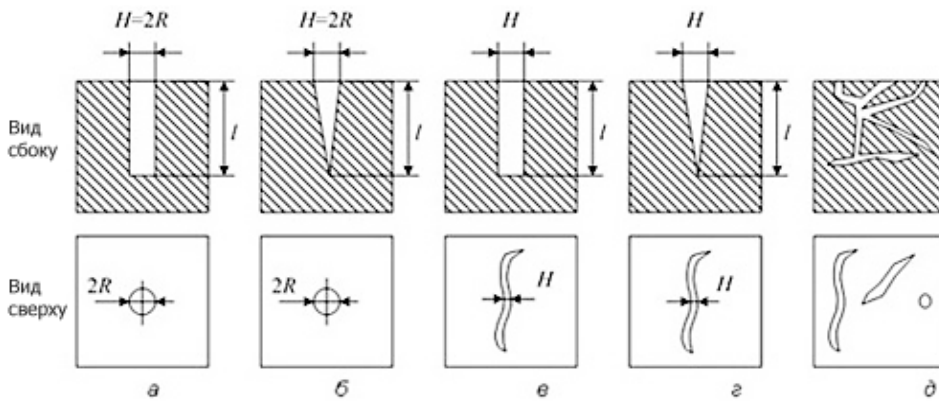 H=2R H=2R H H
Вид
сбоку
l l l l
Вид
сверху
2R 2R H H
а б в г д